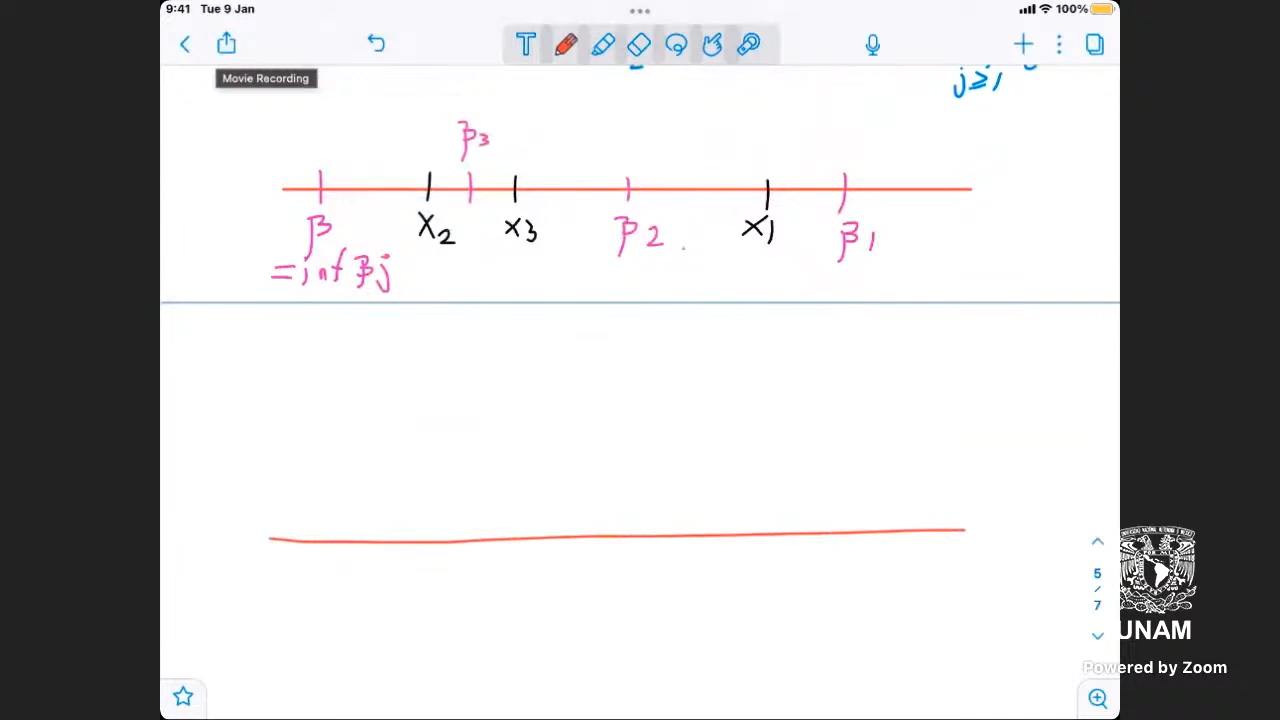 9:41 Tue 9 Jan
100%
Movie Recording
j⩾1
β3
β x2 x3 β2 x1 β1
= inf βj
5
/
7
UNAM
Powered by Zoom